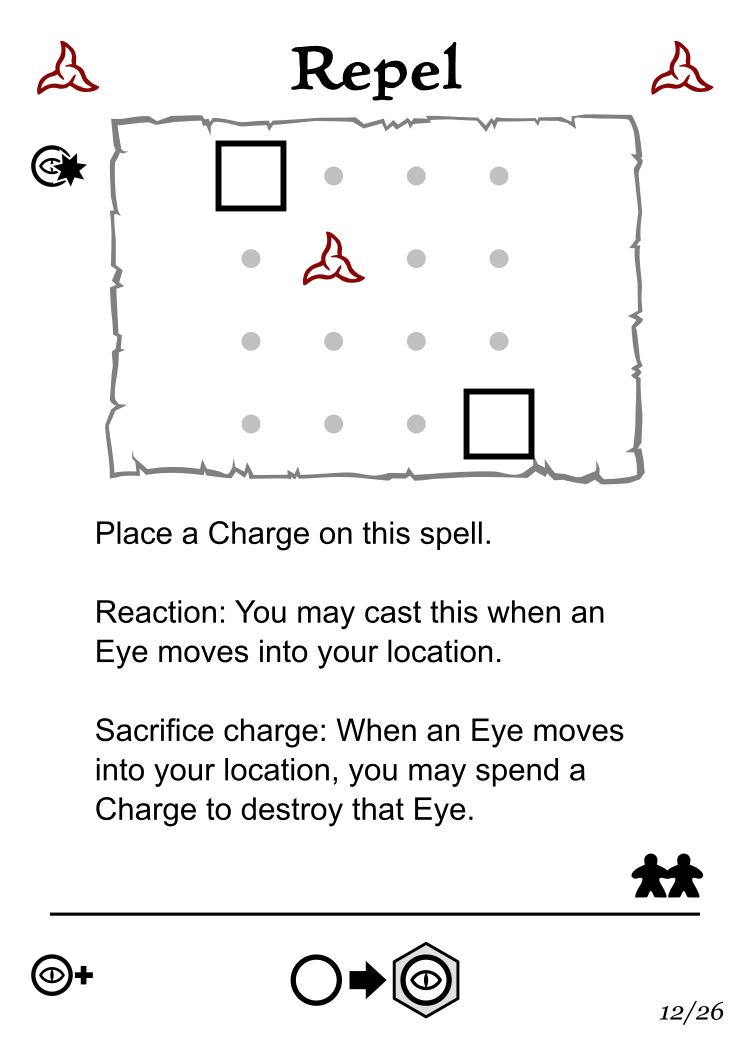 Repel
Place a Charge on this spell.
Reaction: You may cast this when an
Eye moves into your location.
Sacrifice charge: When an Eye moves
into your location, you may spend a
Charge to destroy that Eye.
12/26